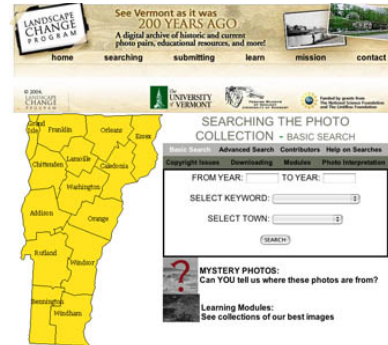 LANDSCAPE
CHANGE
PROGRAM
See Vermont as it was
200 YEARS AGO
A digital archive of historic and current
photo pairs, educational resources, and more!
home searching submitting learn mission contact
© 2006
LANDSCAPE
CHANGE
PROGRAM
The
UNIVERSITY
of VERMONT
Funded by grants from
The National Science Foundation
and The Lintilhac Foundation
SEARCHING THE PHOTO
COLLECTION - BASIC SEARCH
Basic Search Advanced Search Contributors Help on Searches
Copyright Issues Downloading Modules Photo Interpretation
FROM YEAR: TO YEAR:
SELECT KEYWORD:
SELECT TOWN:
SEARCH
MYSTERY PHOTOS:
Can YOU tell us where these photos are from?
Learning Modules:
See collections of our best images
Grand
Isle
Franklin
Orleans
Essex
Chittenden
Lamoille
Caledonia
Washington
Addison
Orange
Rutland
Windsor
Bennington
Windham